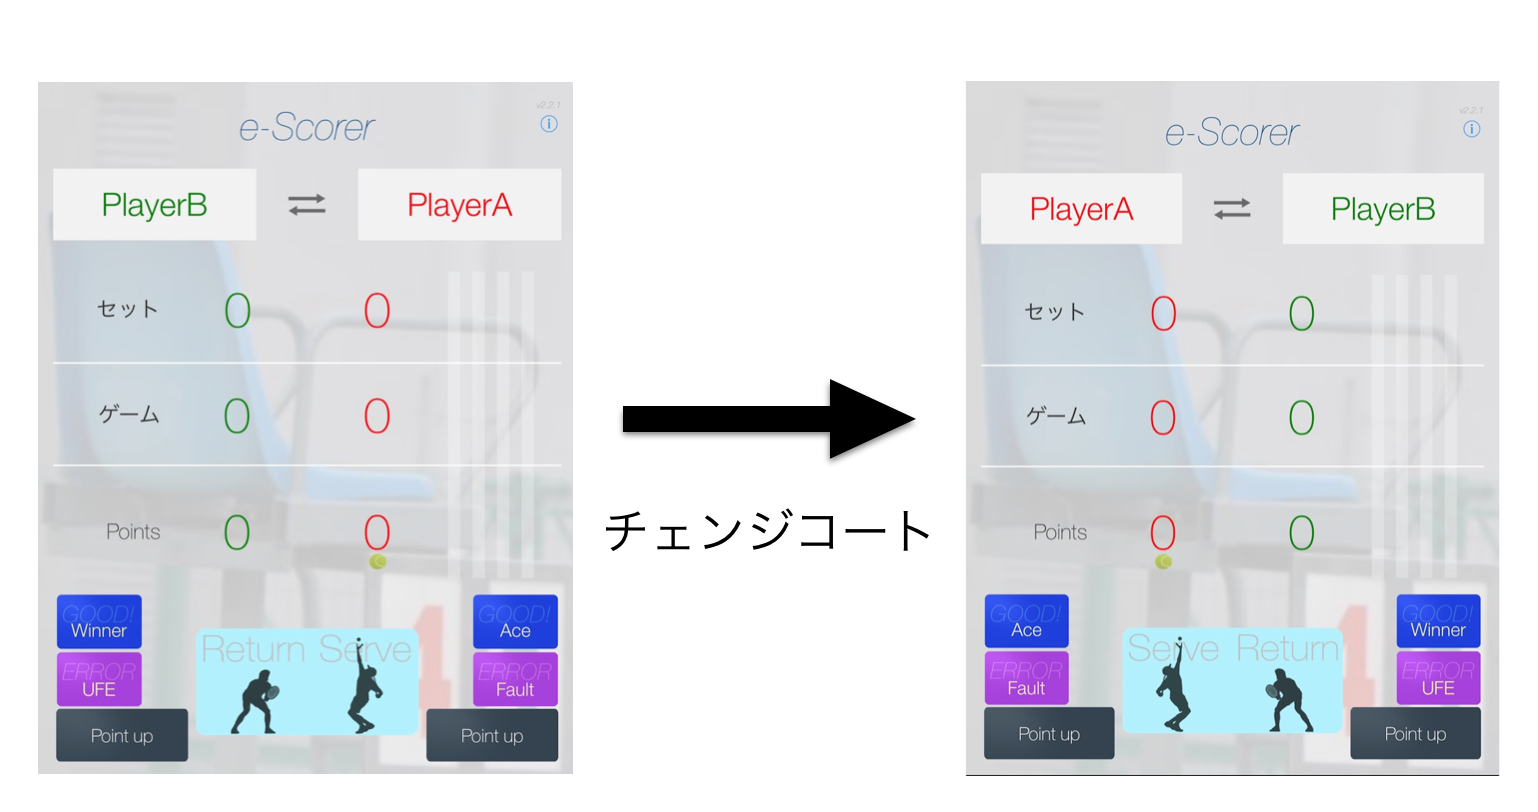 v2.2.1
e-Scorer
PlayerB
PlayerA
セット
0
0
ゲーム
0
0
Points
0
0
GOOD!
Winner
ERROR
UFE
Point up
Return
Serve
GOOD!
Ace
ERROR
Fault
Point up
チェンジコート
v2.2.1
e-Scorer
PlayerA
PlayerB
セット
0
0
ゲーム
0
0
Points
0
0
GOOD!
Ace
ERROR
Fault
Point up
Serve
Return
GOOD!
Winner
ERROR
UFE
Point up